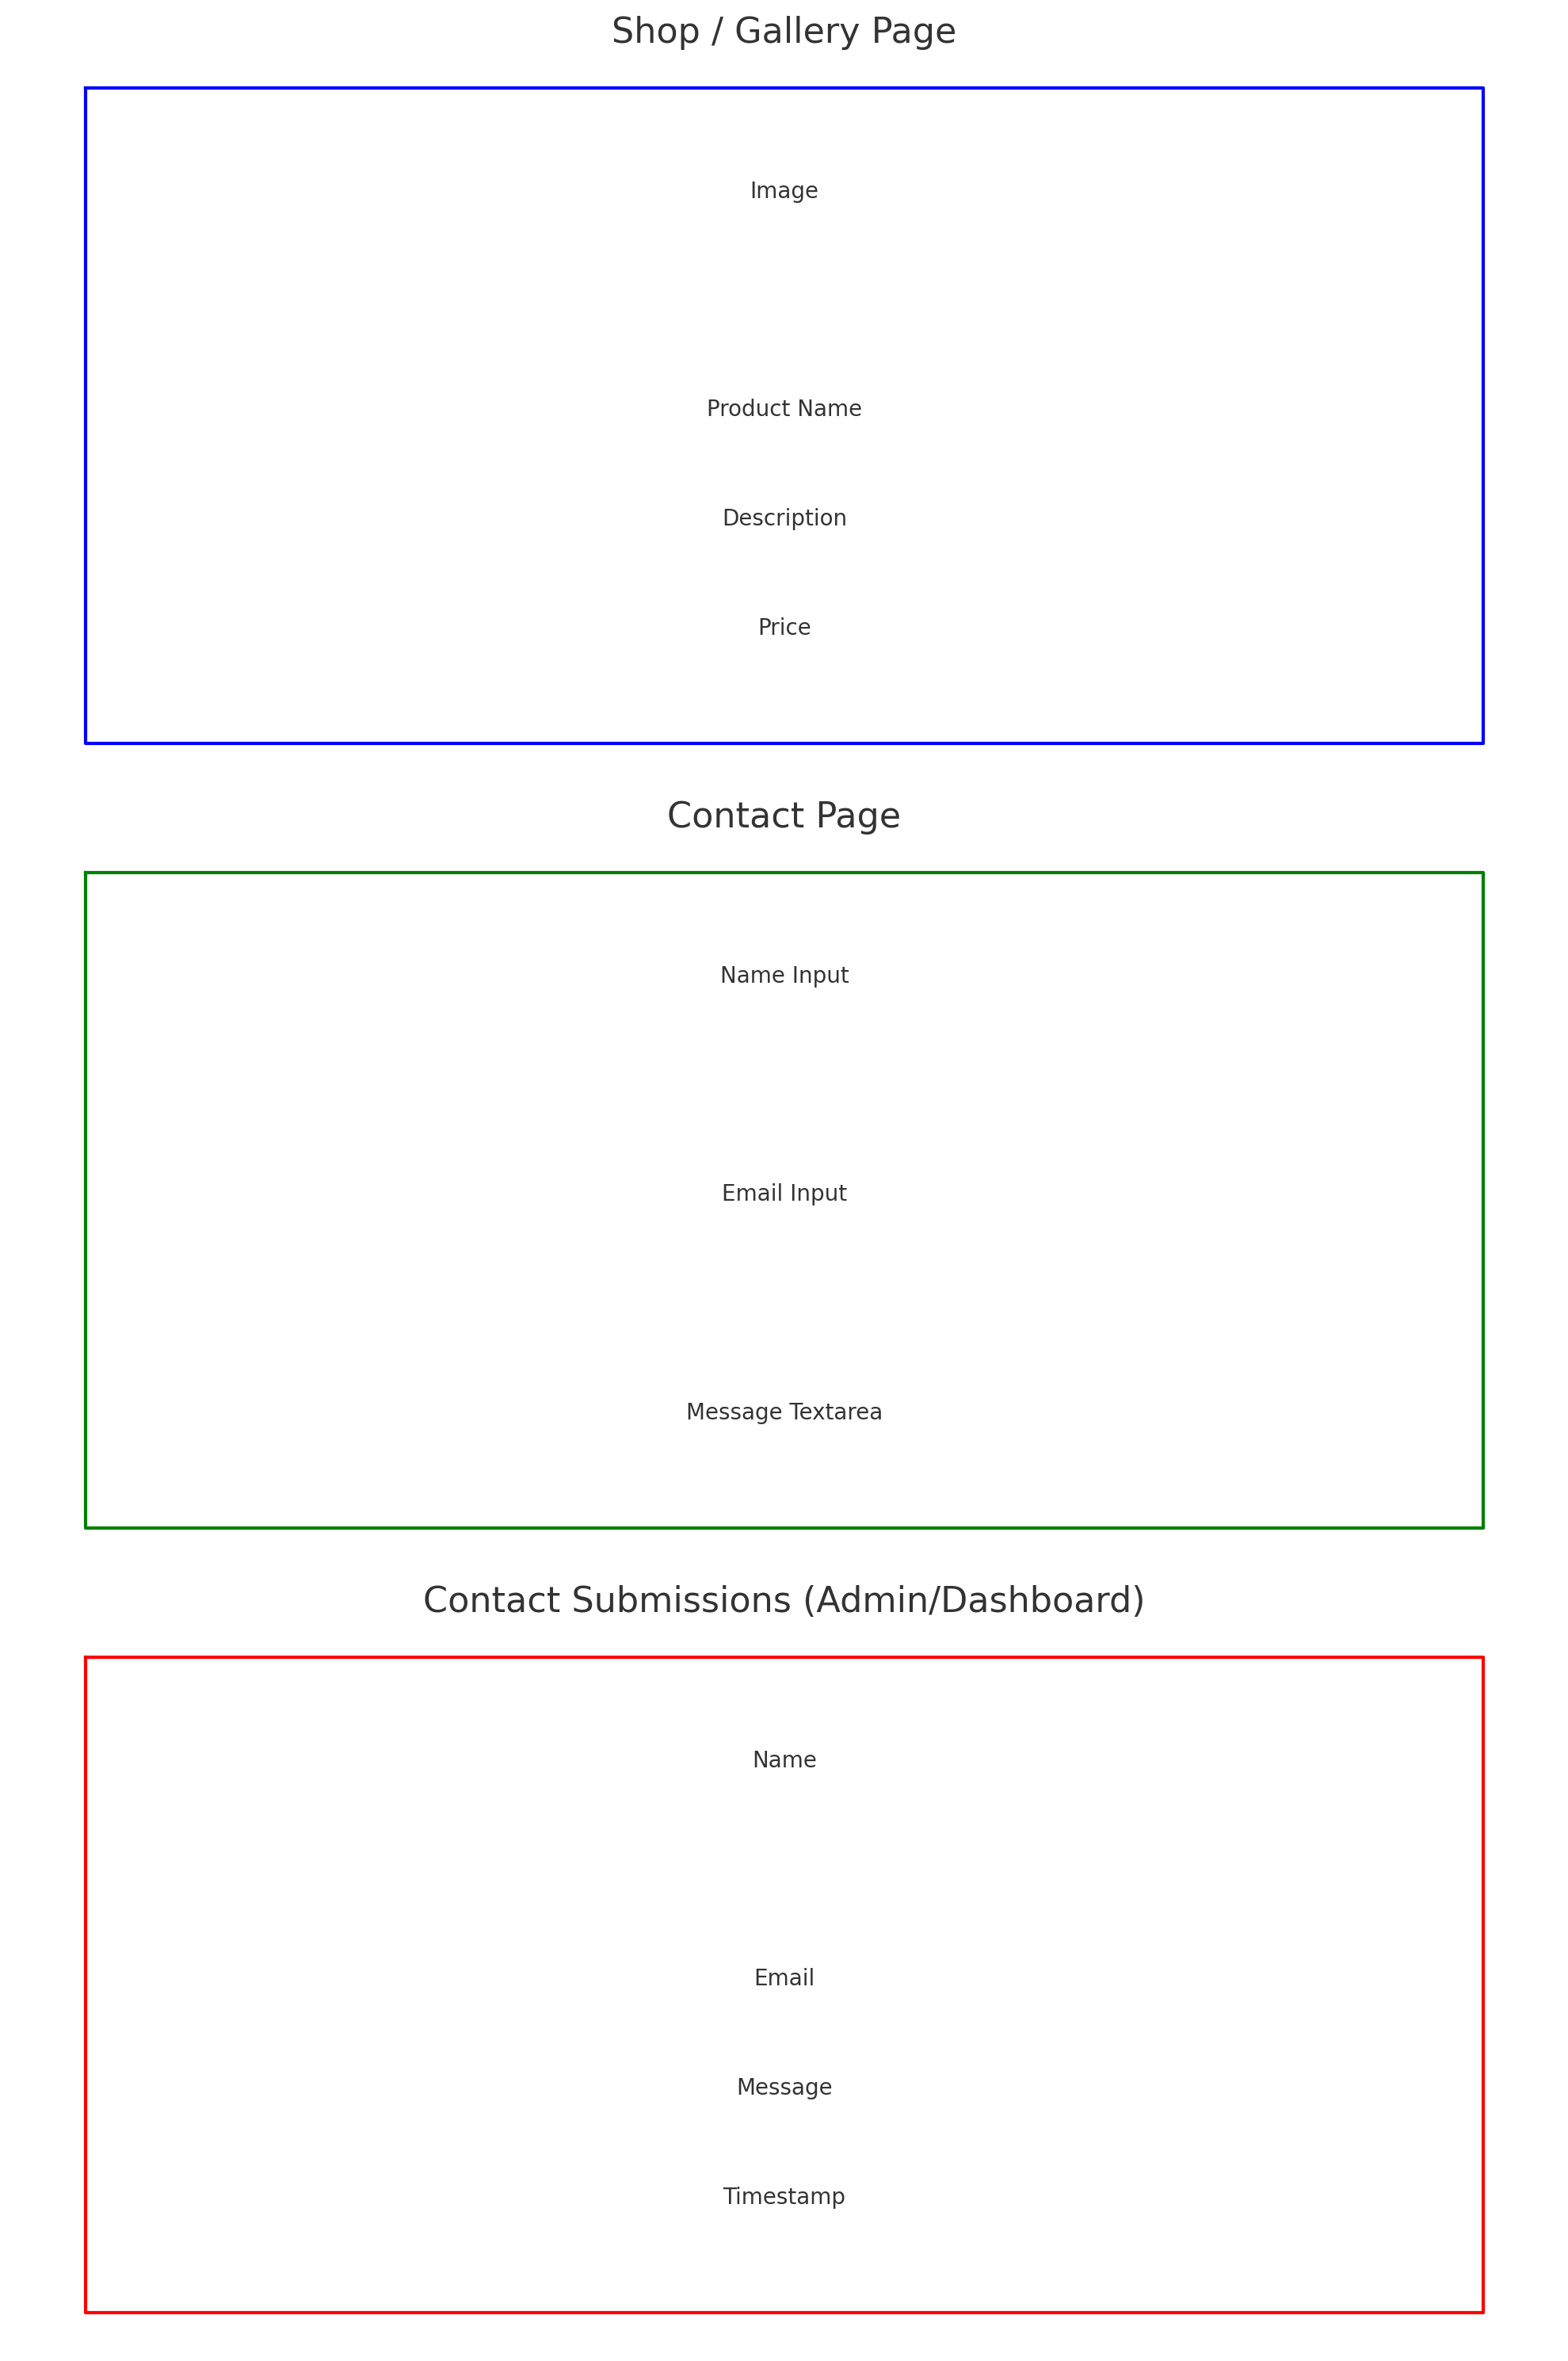 Shop / Gallery Page
Image
Product Name
Description
Price
Contact Page
Name Input
Email Input
Message Textarea
Contact Submissions (Admin/Dashboard)
Name
Email
Message
Timestamp